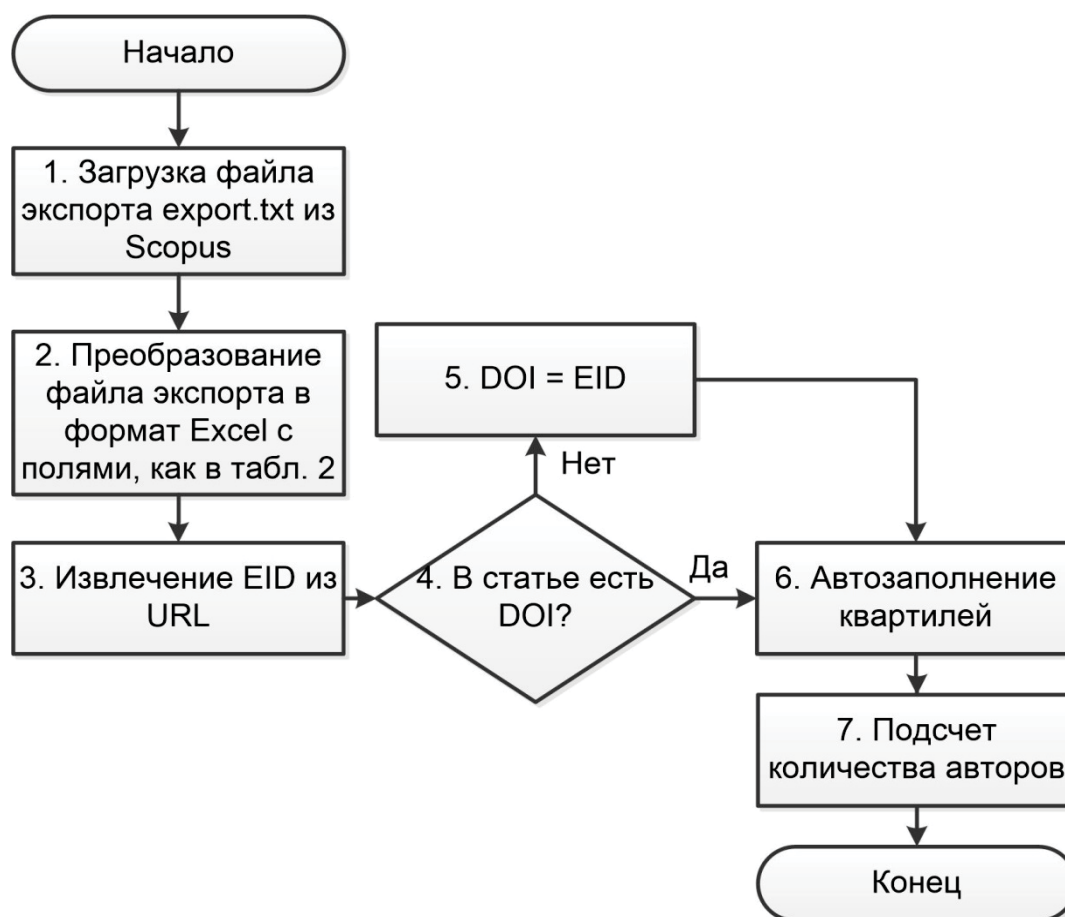 Начало
1. Загрузка файла
экспорта export.txt из
Scopus
2. Преобразование
файла экспорта в
формат Excel с
полями, как в табл. 2
3. Извлечение EID из
URL
4. В статье есть
DOI?
Нет
5. DOI = EID
Да
6. Автозаполнение
квартилей
7. Подсчет
количества авторов
Конец